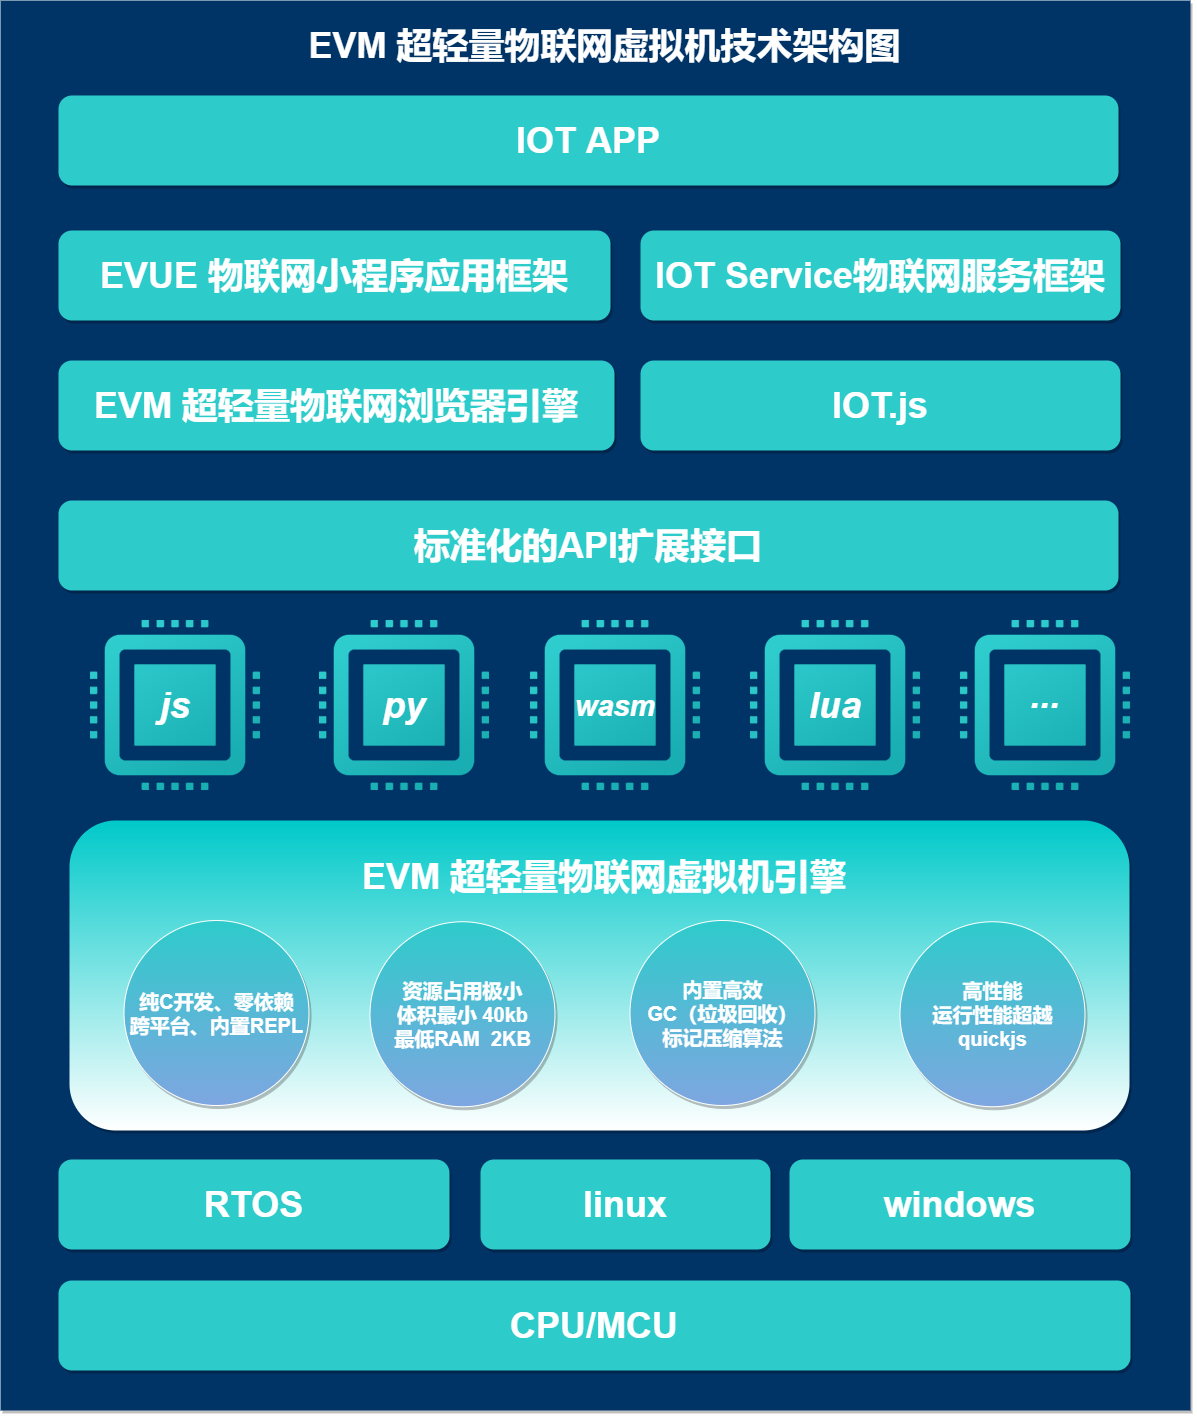 EVM 超轻量物联网虚拟机技术架构图
IOT APP
EVUE 物联网小程序应用框架
IOT Service物联网服务框架
EVM 超轻量物联网浏览器引擎
IOT.js
标准化的API扩展接口
js
py
wasm
lua
...
EVM 超轻量物联网虚拟机引擎
纯C开发、零依赖
跨平台、内置REPL
资源占用极小
体积最小 40kb
最低RAM 2KB
内置高效
GC（垃圾回收）
标记压缩算法
高性能
运行性能超越
quickjs
RTOS
linux
windows
CPU/MCU